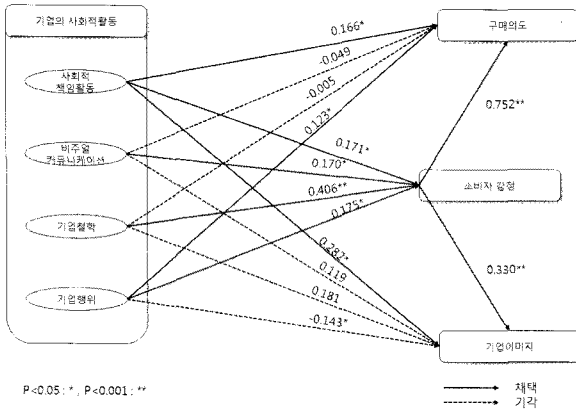 기업의 사회적활동
구매의도
사회적
책임활동
비주얼
커뮤니케이션
기업철학
기업행위
소비자 감정
기업이미지
0.166*
-0.049
-0.005
0.123*
0.171*
0.170*
0.406**
0.175*
0.282*
0.119
0.181
-0.143*
0.752**
0.330**
P<0.05 : * , P<0.001 : **
채택
기각